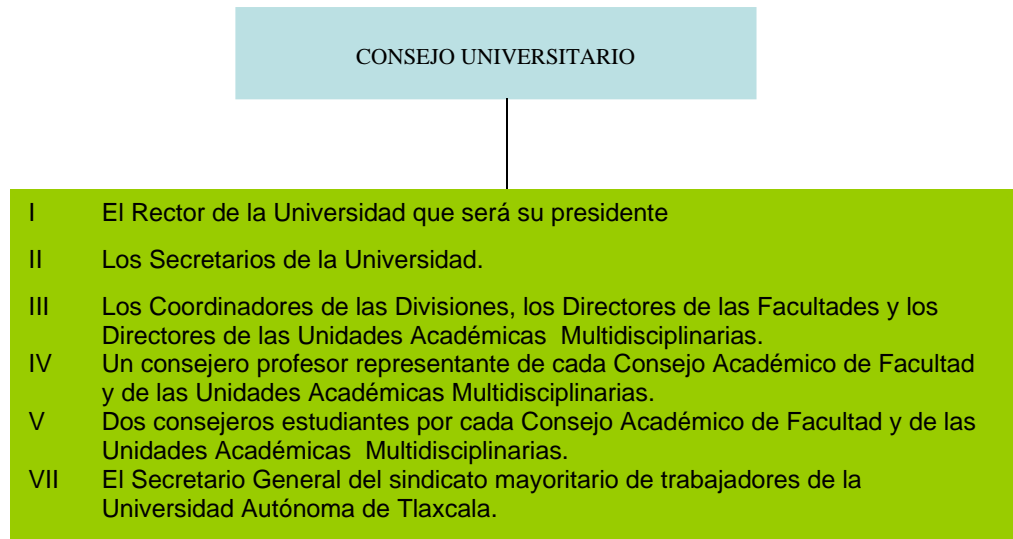 CONSEJO UNIVERSITARIO
I El Rector de la Universidad que será su presidente
II Los Secretarios de la Universidad.
III Los Coordinadores de las Divisiones, los Directores de las Facultades y los
Directores de las Unidades Académicas Multidisciplinarias.
IV Un consejero profesor representante de cada Consejo Académico de Facultad
y de las Unidades Académicas Multidisciplinarias.
V Dos consejeros estudiantes por cada Consejo Académico de Facultad y de las
Unidades Académicas Multidisciplinarias.
VII El Secretario General del sindicato mayoritario de trabajadores de la
Universidad Autónoma de Tlaxcala.